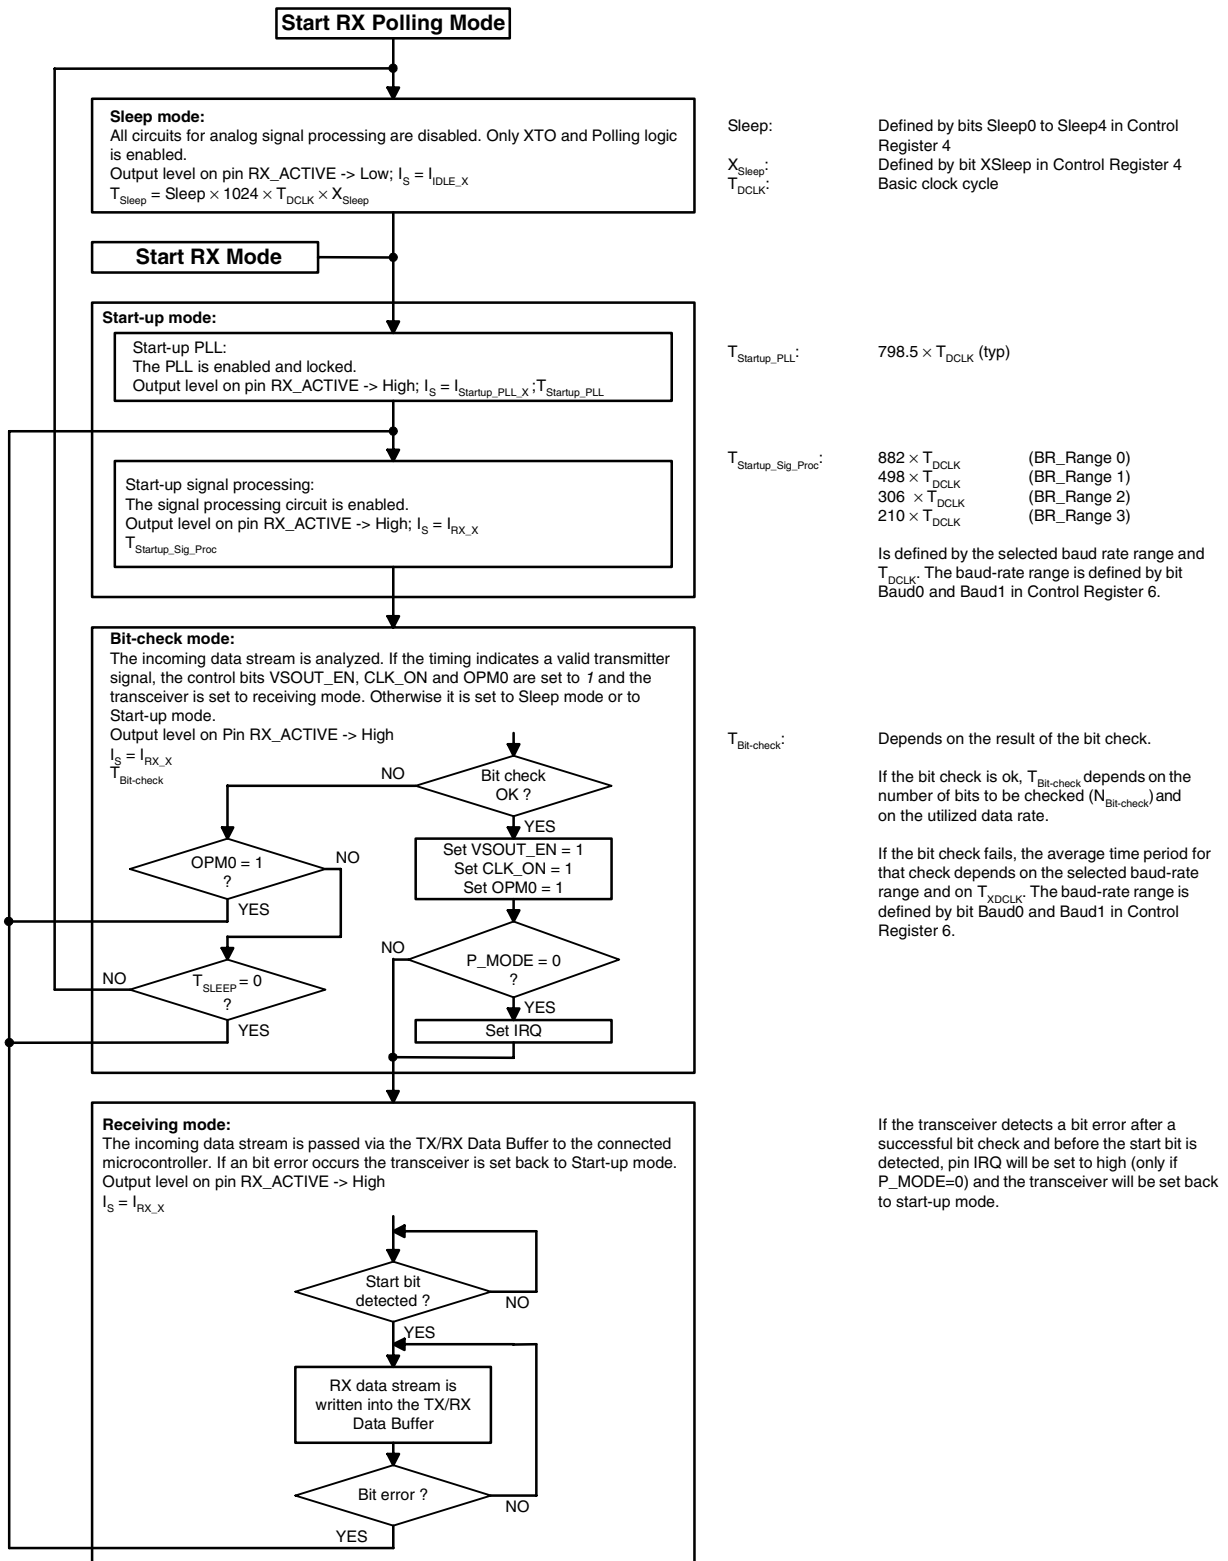 Start RX Polling Mode
Sleep mode:
All circuits for analog signal processing are disabled. Only XTO and Polling logic
is enabled.
Output level on pin RX_ACTIVE -> Low; I_S = I_IDLE_X
T_Sleep = Sleep × 1024 × T_DCLK × X_Sleep
Sleep: Defined by bits Sleep0 to Sleep4 in Control
Register 4
X_Sleep: Defined by bit XSleep in Control Register 4
T_DCLK: Basic clock cycle
Start RX Mode
Start-up mode:
Start-up PLL:
The PLL is enabled and locked.
Output level on pin RX_ACTIVE -> High; I_S = I_Startup_PLL_X ; T_Startup_PLL
T_Startup_PLL: 798.5 × T_DCLK (typ)
Start-up signal processing:
The signal processing circuit is enabled.
Output level on pin RX_ACTIVE -> High; I_S = I_RX_X
T_Startup_Sig_Proc
T_Startup_Sig_Proc: 882 × T_DCLK (BR_Range 0)
498 × T_DCLK (BR_Range 1)
306 × T_DCLK (BR_Range 2)
210 × T_DCLK (BR_Range 3)
Is defined by the selected baud rate range and
T_DCLK. The baud-rate range is defined by bit
Baud0 and Baud1 in Control Register 6.
Bit-check mode:
The incoming data stream is analyzed. If the timing indicates a valid transmitter
signal, the control bits VSOUT_EN, CLK_ON and OPM0 are set to 1 and the
transceiver is set to receiving mode. Otherwise it is set to Sleep mode or to
Start-up mode.
Output level on Pin RX_ACTIVE -> High
I_S = I_RX_X
T_Bit-check
NO
Bit check
OK ?
YES
Set VSOUT_EN = 1
Set CLK_ON = 1
Set OPM0 = 1
OPM0 = 1
?
NO
YES
NO
P_MODE = 0
?
YES
Set IRQ
NO
T_SLEEP = 0
?
YES
T_Bit-check: Depends on the result of the bit check.
If the bit check is ok, T_Bit-check depends on the
number of bits to be checked (N_Bit-check) and
on the utilized data rate.
If the bit check fails, the average time period for
that check depends on the selected baud-rate
range and on T_XDCLK. The baud-rate range is
defined by bit Baud0 and Baud1 in Control
Register 6.
Receiving mode:
The incoming data stream is passed via the TX/RX Data Buffer to the connected
microcontroller. If an bit error occurs the transceiver is set back to Start-up mode.
Output level on pin RX_ACTIVE -> High
I_S = I_RX_X
If the transceiver detects a bit error after a
successful bit check and before the start bit is
detected, pin IRQ will be set to high (only if
P_MODE=0) and the transceiver will be set back
to start-up mode.
Start bit
detected ?
NO
YES
RX data stream is
written into the TX/RX
Data Buffer
Bit error ?
NO
YES